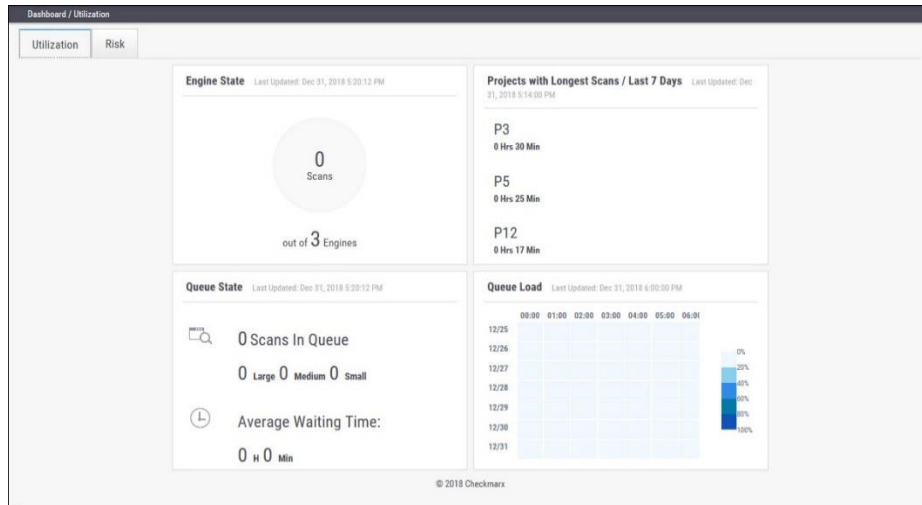 Dashboard / Utilization
Utilization
Risk
Engine State Last Updated: Dec 31, 2018 5:20:12 PM
0
Scans
out of 3 Engines
Projects with Longest Scans / Last 7 Days Last Updated: Dec
31, 2018 5:14:00 PM
P3
0 Hrs 30 Min
P5
0 Hrs 25 Min
P12
0 Hrs 17 Min
Queue State Last Updated: Dec 31, 2018 5:20:12 PM
0 Scans In Queue
0 Large 0 Medium 0 Small
Average Waiting Time:
0 H 0 Min
Queue Load Last Updated: Dec 31, 2018 6:00:00 PM
00:00 01:00 02:00 03:00 04:00 05:00 06:0
12/25
12/26
12/27
12/28
12/29
12/30
12/31
0%
20%
40%
60%
80%
100%
© 2018 Checkmarx